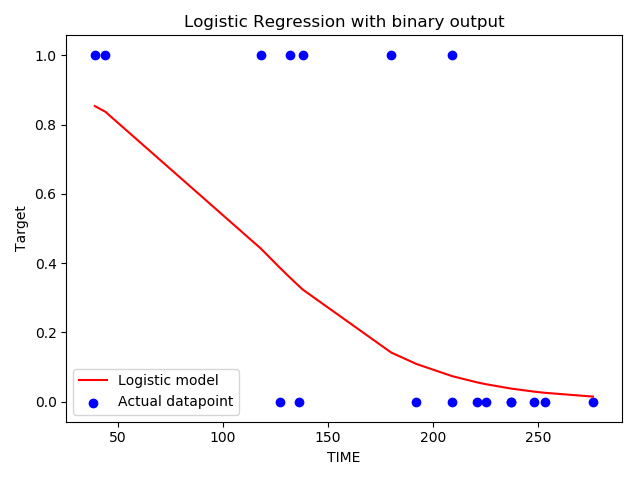 Logistic Regression with binary output
1.0
0.8
0.6
0.4
0.2
0.0
Target
Logistic model
Actual datapoint
50 100 150 200 250
TIME